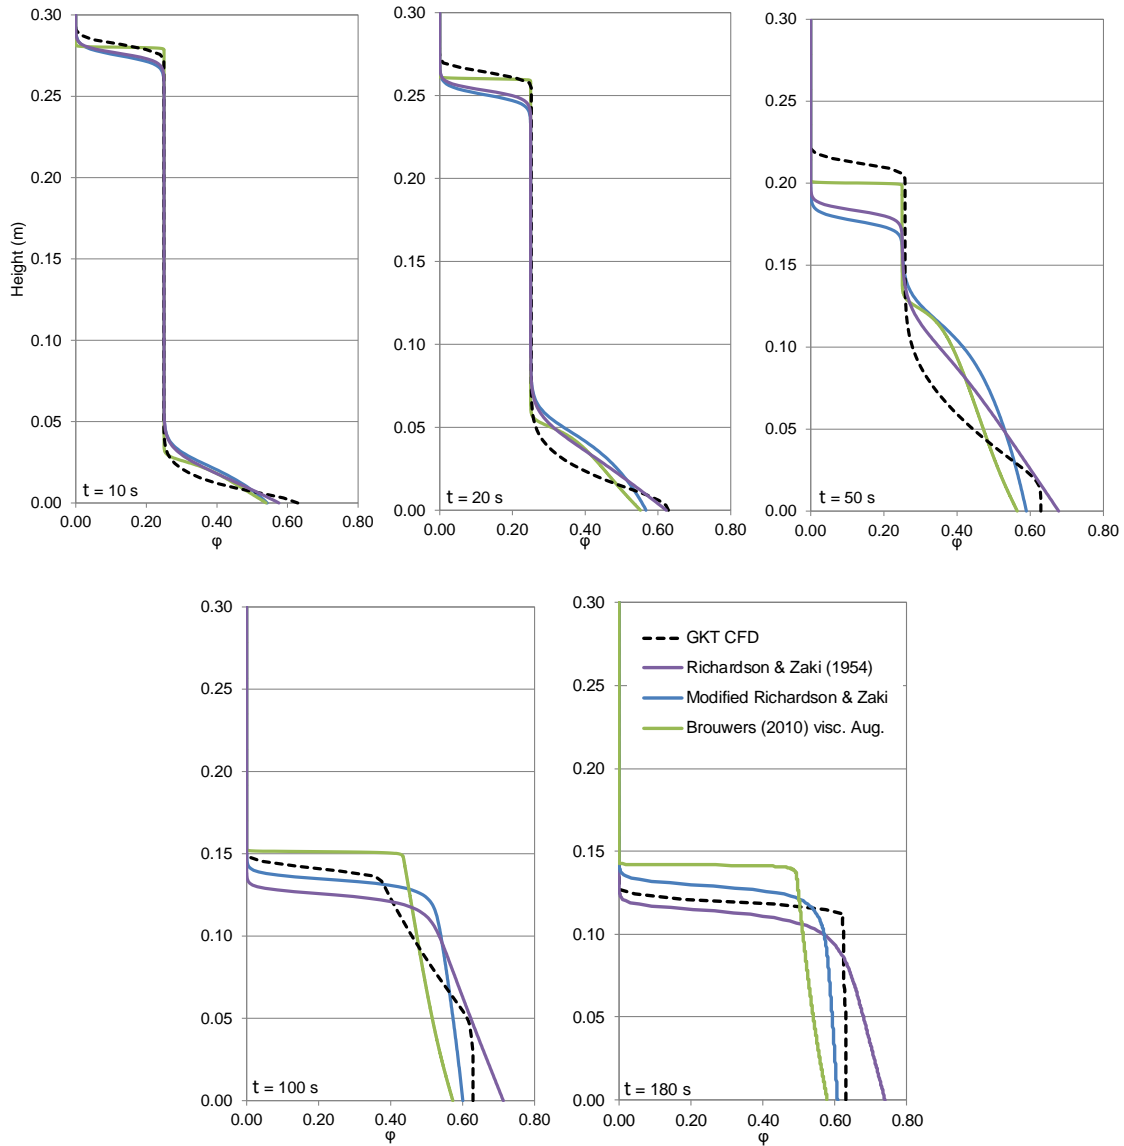 0.30
0.25
0.20
0.15
0.10
0.05
0.00
Height (m)
t = 10 s
0.00 0.20 0.40 0.60 0.80
φ
0.30
0.25
0.20
0.15
0.10
0.05
0.00
t = 20 s
0.00 0.20 0.40 0.60 0.80
φ
0.30
0.25
0.20
0.15
0.10
0.05
0.00
t = 50 s
0.00 0.20 0.40 0.60 0.80
φ
0.30
0.25
0.20
0.15
0.10
0.05
0.00
t = 100 s
0.00 0.20 0.40 0.60 0.80
φ
0.30
0.25
0.20
0.15
0.10
0.05
0.00
GKT CFD
Richardson & Zaki (1954)
Modified Richardson & Zaki
Brouwers (2010) visc. Aug.
t = 180 s
0.00 0.20 0.40 0.60 0.80
φ